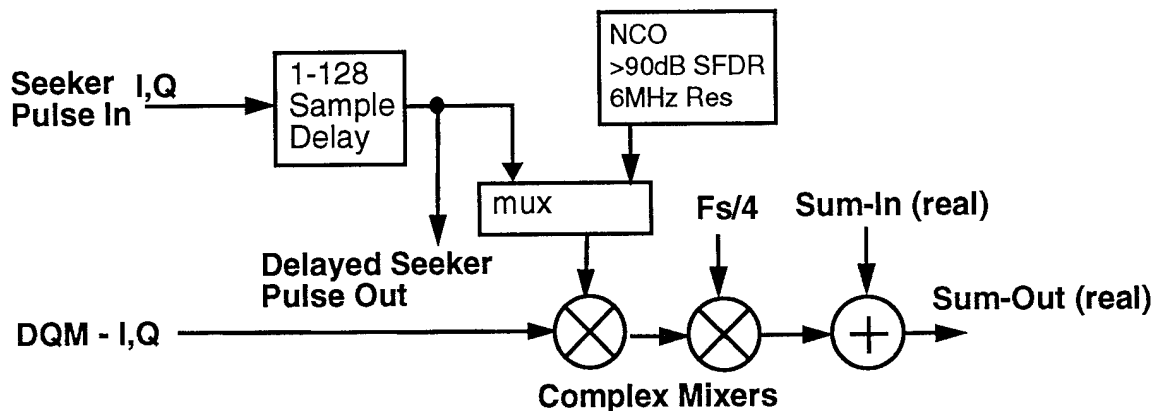 NCO
>90dB SFDR
6MHz Res
Seeker I,Q
Pulse In
1-128
Sample
Delay
mux
Fs/4
Sum-In (real)
Delayed Seeker
Pulse Out
Sum-Out (real)
DQM - I,Q
Complex Mixers